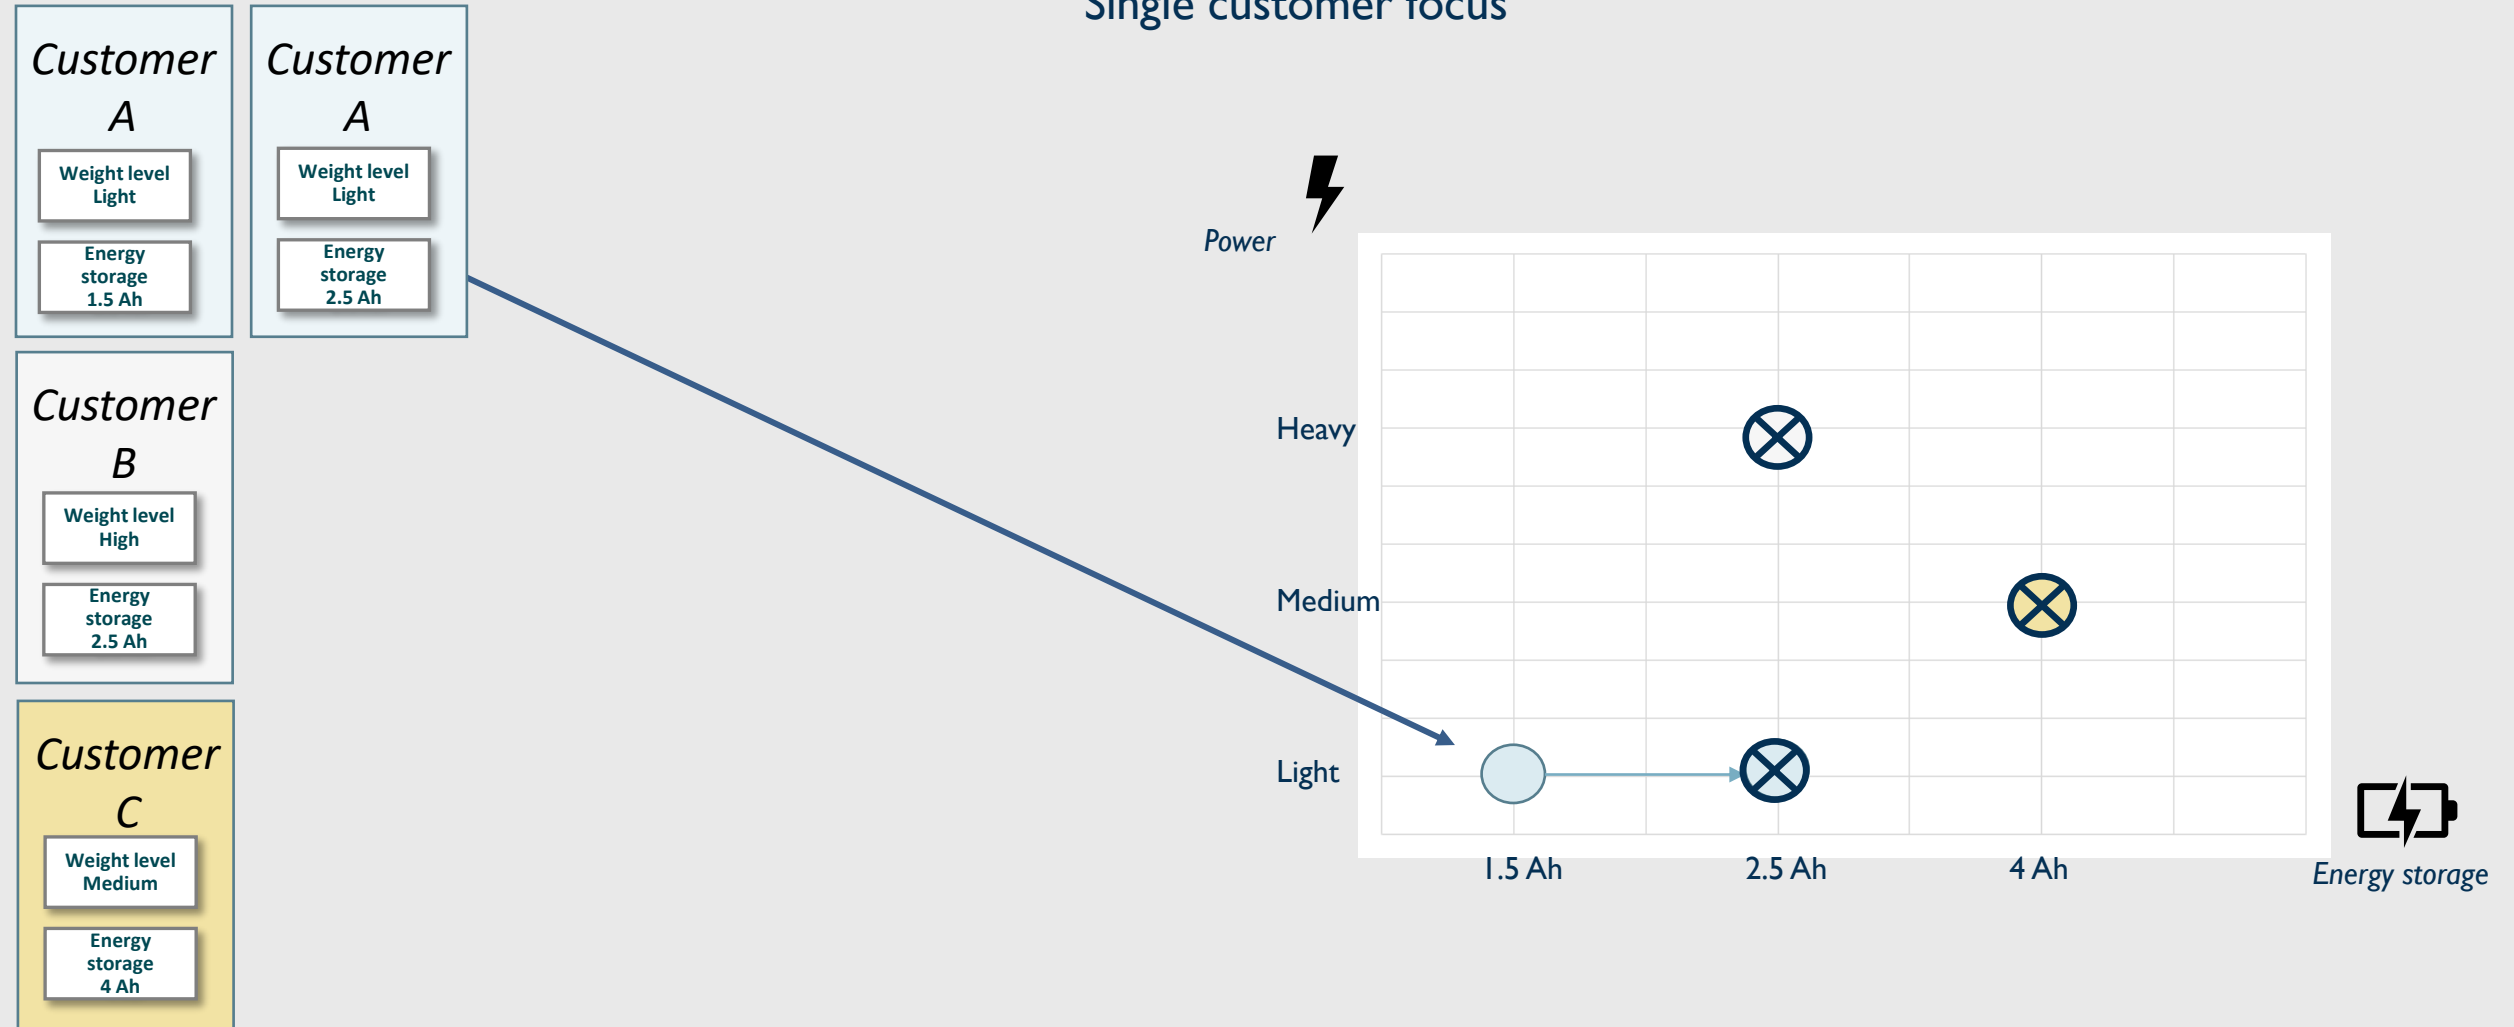 Single customer focus
Customer
A
Weight level
Light
Energy
storage
1.5 Ah
Customer
A
Weight level
Light
Energy
storage
2.5 Ah
Customer
B
Weight level
High
Energy
storage
2.5 Ah
Customer
C
Weight level
Medium
Energy
storage
4 Ah
Power
Heavy
Medium
Light
1.5 Ah
2.5 Ah
4 Ah
Energy storage